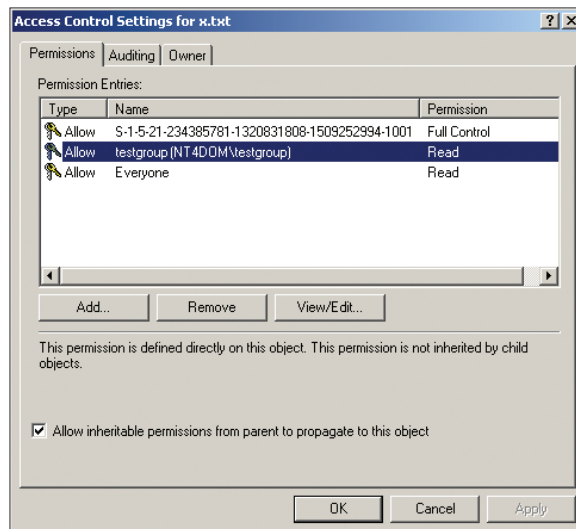 Access Control Settings for x.txt
Permissions Auditing Owner
Permission Entries:
Type Name Permission
Allow S-1-5-21-234385781-1320831808-1509252994-1001 Full Control
Allow testgroup (NT4DOM\testgroup) Read
Allow Everyone Read
Add... Remove View/Edit...
This permission is defined directly on this object. This permission is not inherited by child
objects.
Allow inheritable permissions from parent to propagate to this object
OK Cancel Apply